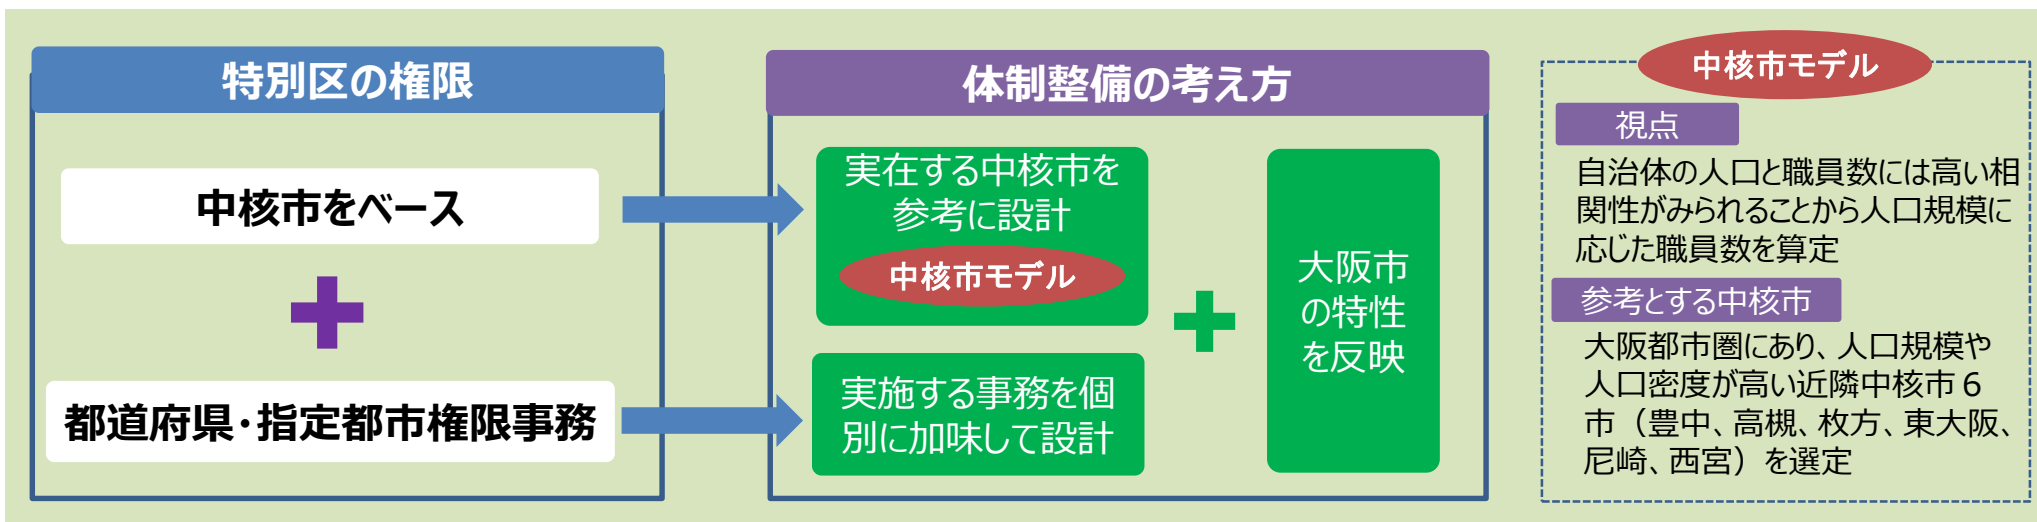 特別区の権限
中核市をベース
都道府県・指定都市権限事務
体制整備の考え方
実在する中核市を
参考に設計
中核市モデル
実施する事務を個
別に加味して設計
大阪市
の特性
を反映
中核市モデル
視点
自治体の人口と職員数には高い相
関性がみられることから人口規模に
応じた職員数を算定
参考とする中核市
大阪都市圏にあり、人口規模や
人口密度が高い近隣中核市６
市（豊中、高槻、枚方、東大阪、
尼崎、西宮）を選定